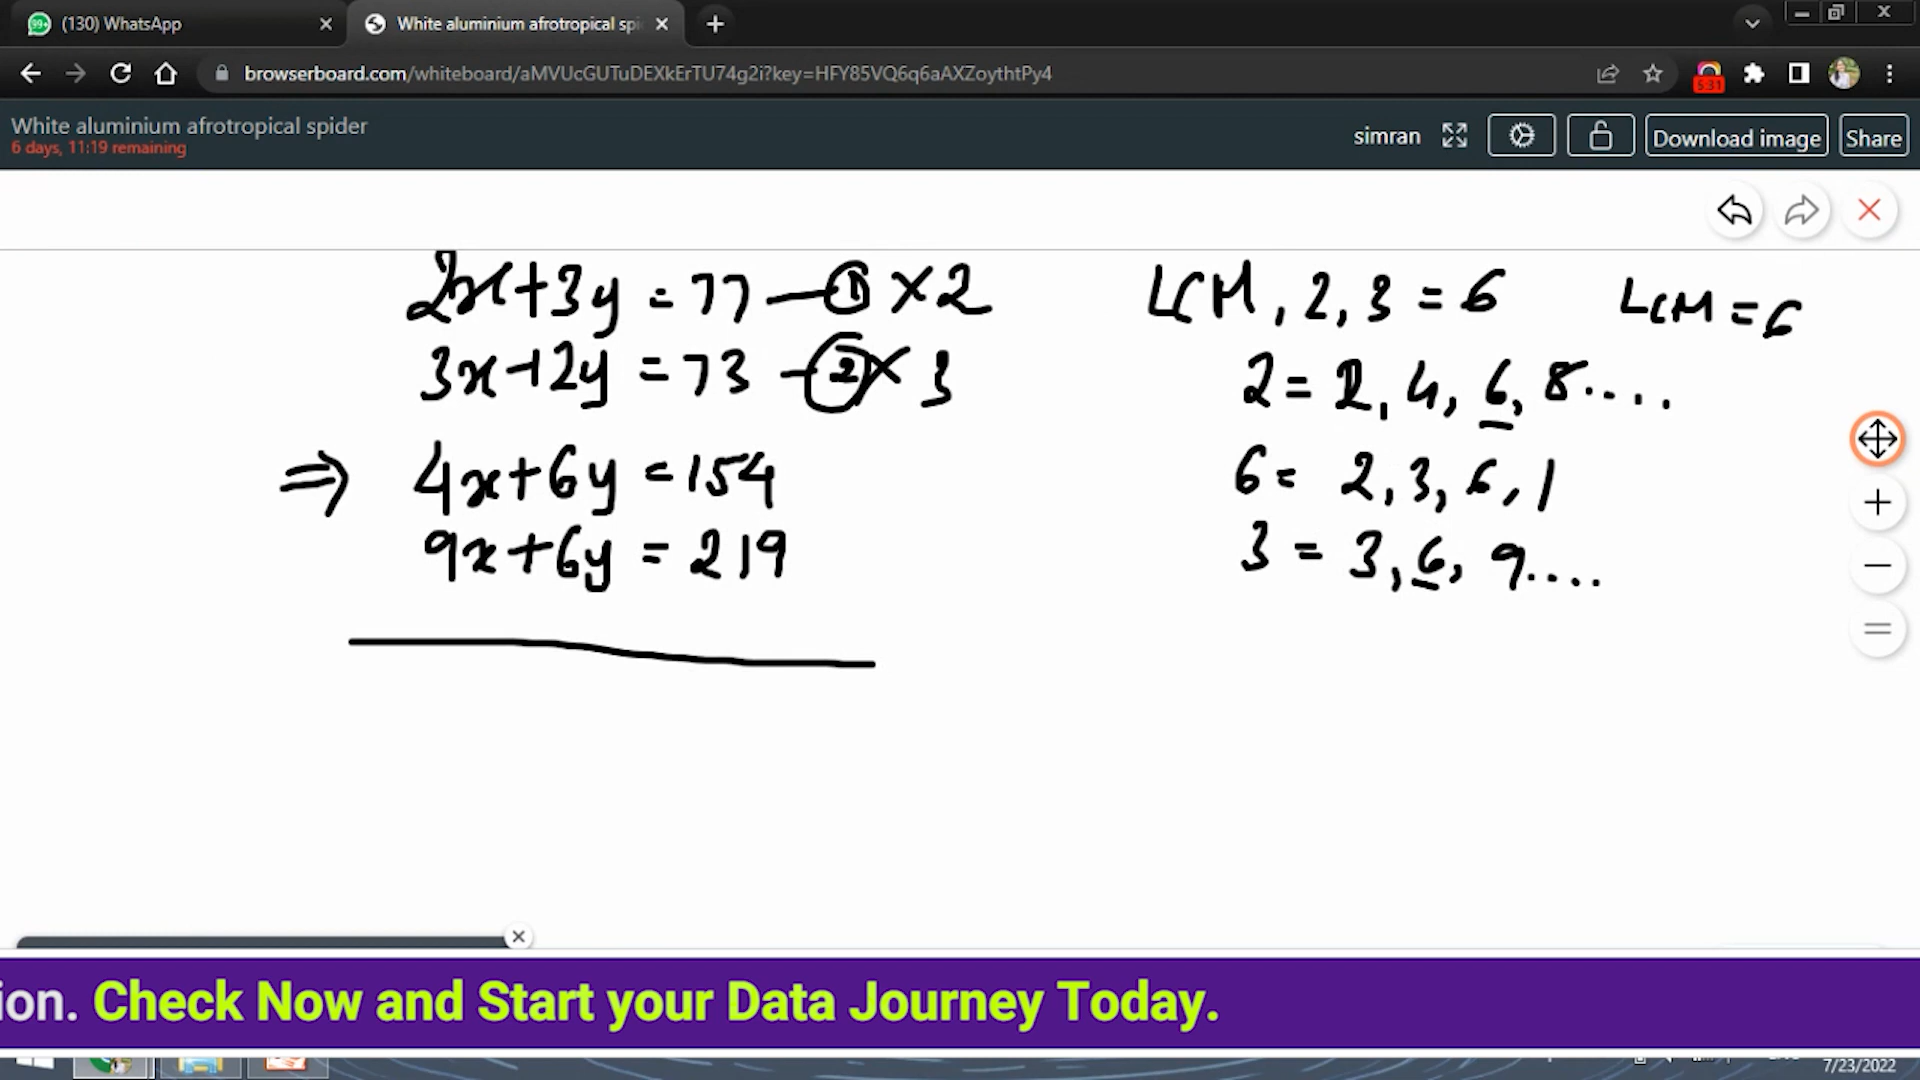 (130) WhatsApp
White aluminium afrotropical spi
browserboard.com/whiteboard/aMVUcGUTuDEXkErTU74g2i?key=HFY85VQ6q6aAXZoythtPy4
5:31
White aluminium afrotropical spider
6 days, 11:19 remaining
simran
Download image
Share
2x+3y = 77 — ① ×2
3x+2y = 73 — ② × 3
⇒ 4x+6y = 154
9x+6y = 219
LCM, 2, 3 = 6
LCM = 6
2 = 2, 4, 6, 8....
6 = 2, 3, 6, 1
3 = 3, 6, 9....
ion. Check Now and Start your Data Journey Today.
7/23/2022